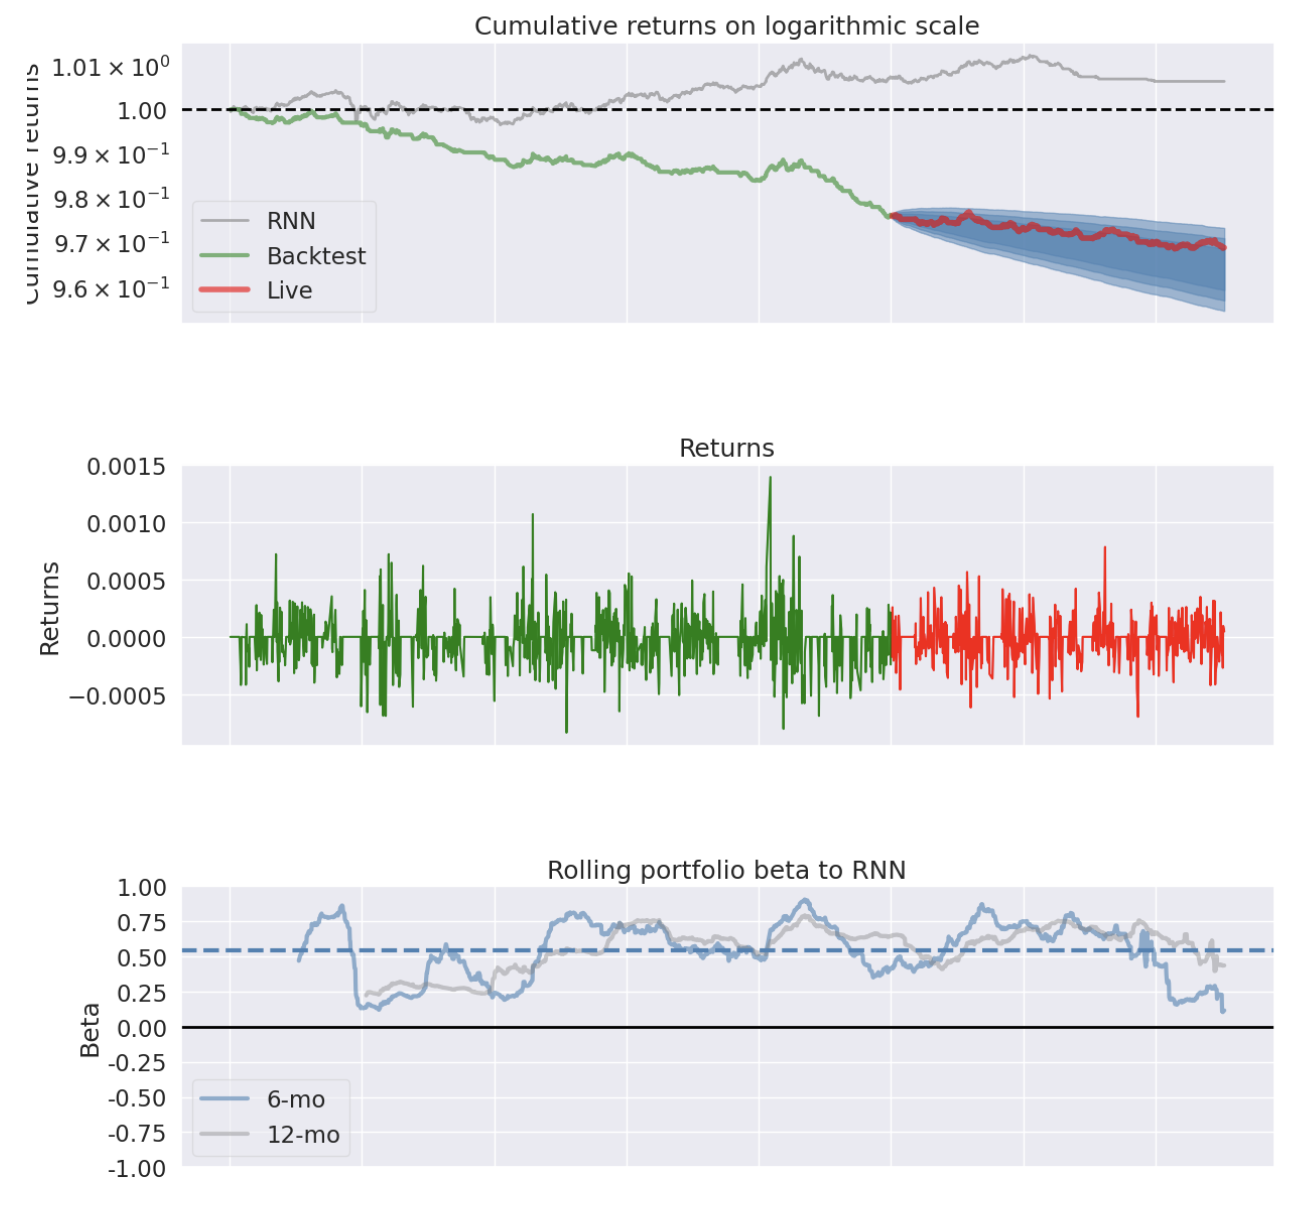 Cumulative returns on logarithmic scale
Cumulative returns
1.01 × 10⁰
1.00
9.9 × 10⁻¹
9.8 × 10⁻¹
9.7 × 10⁻¹
9.6 × 10⁻¹
RNN
Backtest
Live
Returns
Returns
0.0015
0.0010
0.0005
0.0000
−0.0005
Rolling portfolio beta to RNN
Beta
1.00
0.75
0.50
0.25
0.00
-0.25
-0.50
-0.75
-1.00
6-mo
12-mo